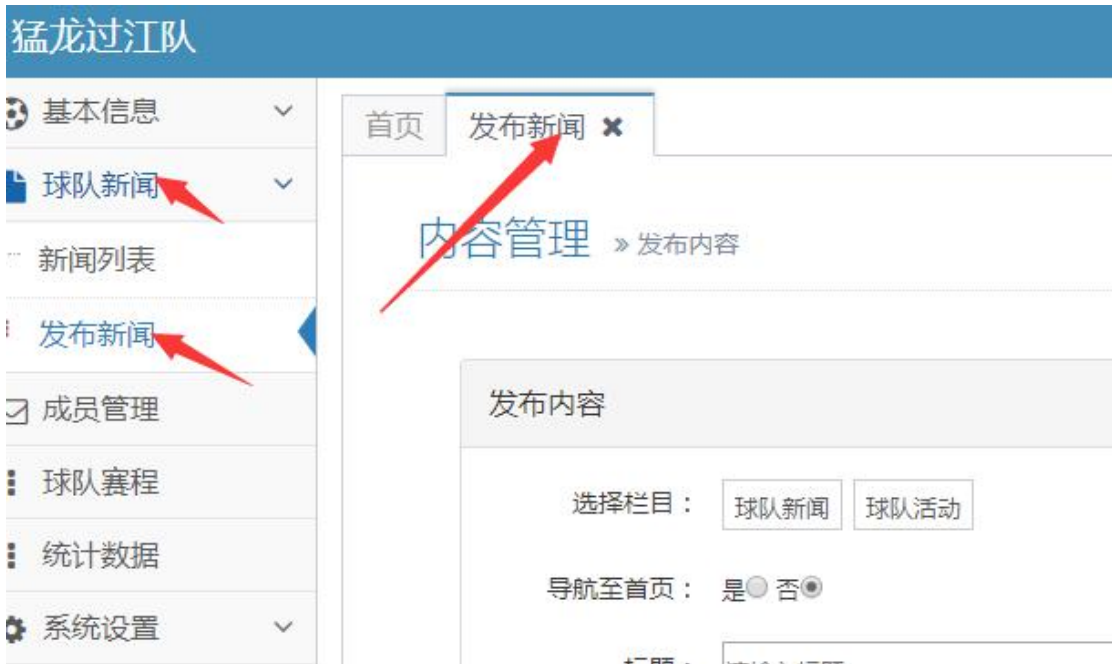 猛龙过江队
基本信息
球队新闻
新闻列表
发布新闻
成员管理
球队赛程
统计数据
系统设置
首页 发布新闻 ✖
内容管理 » 发布内容
发布内容
选择栏目： 球队新闻 球队活动
导航至首页： 是 否